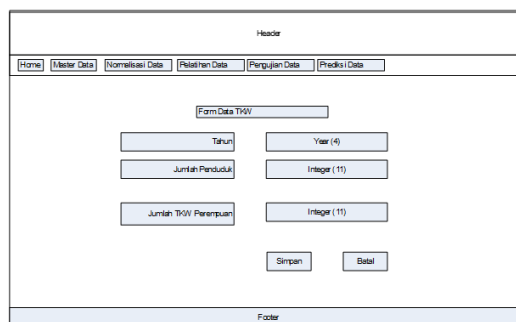 Header
Home Master Data Normalisasi Data Pelatihan Data Pengujian Data Prediksi Data
Form Data TKW
Tahun Year (4)
Jumlah Penduduk Integer (11)
Jumlah TKW Perempuan Integer (11)
Simpan Batal
Footer